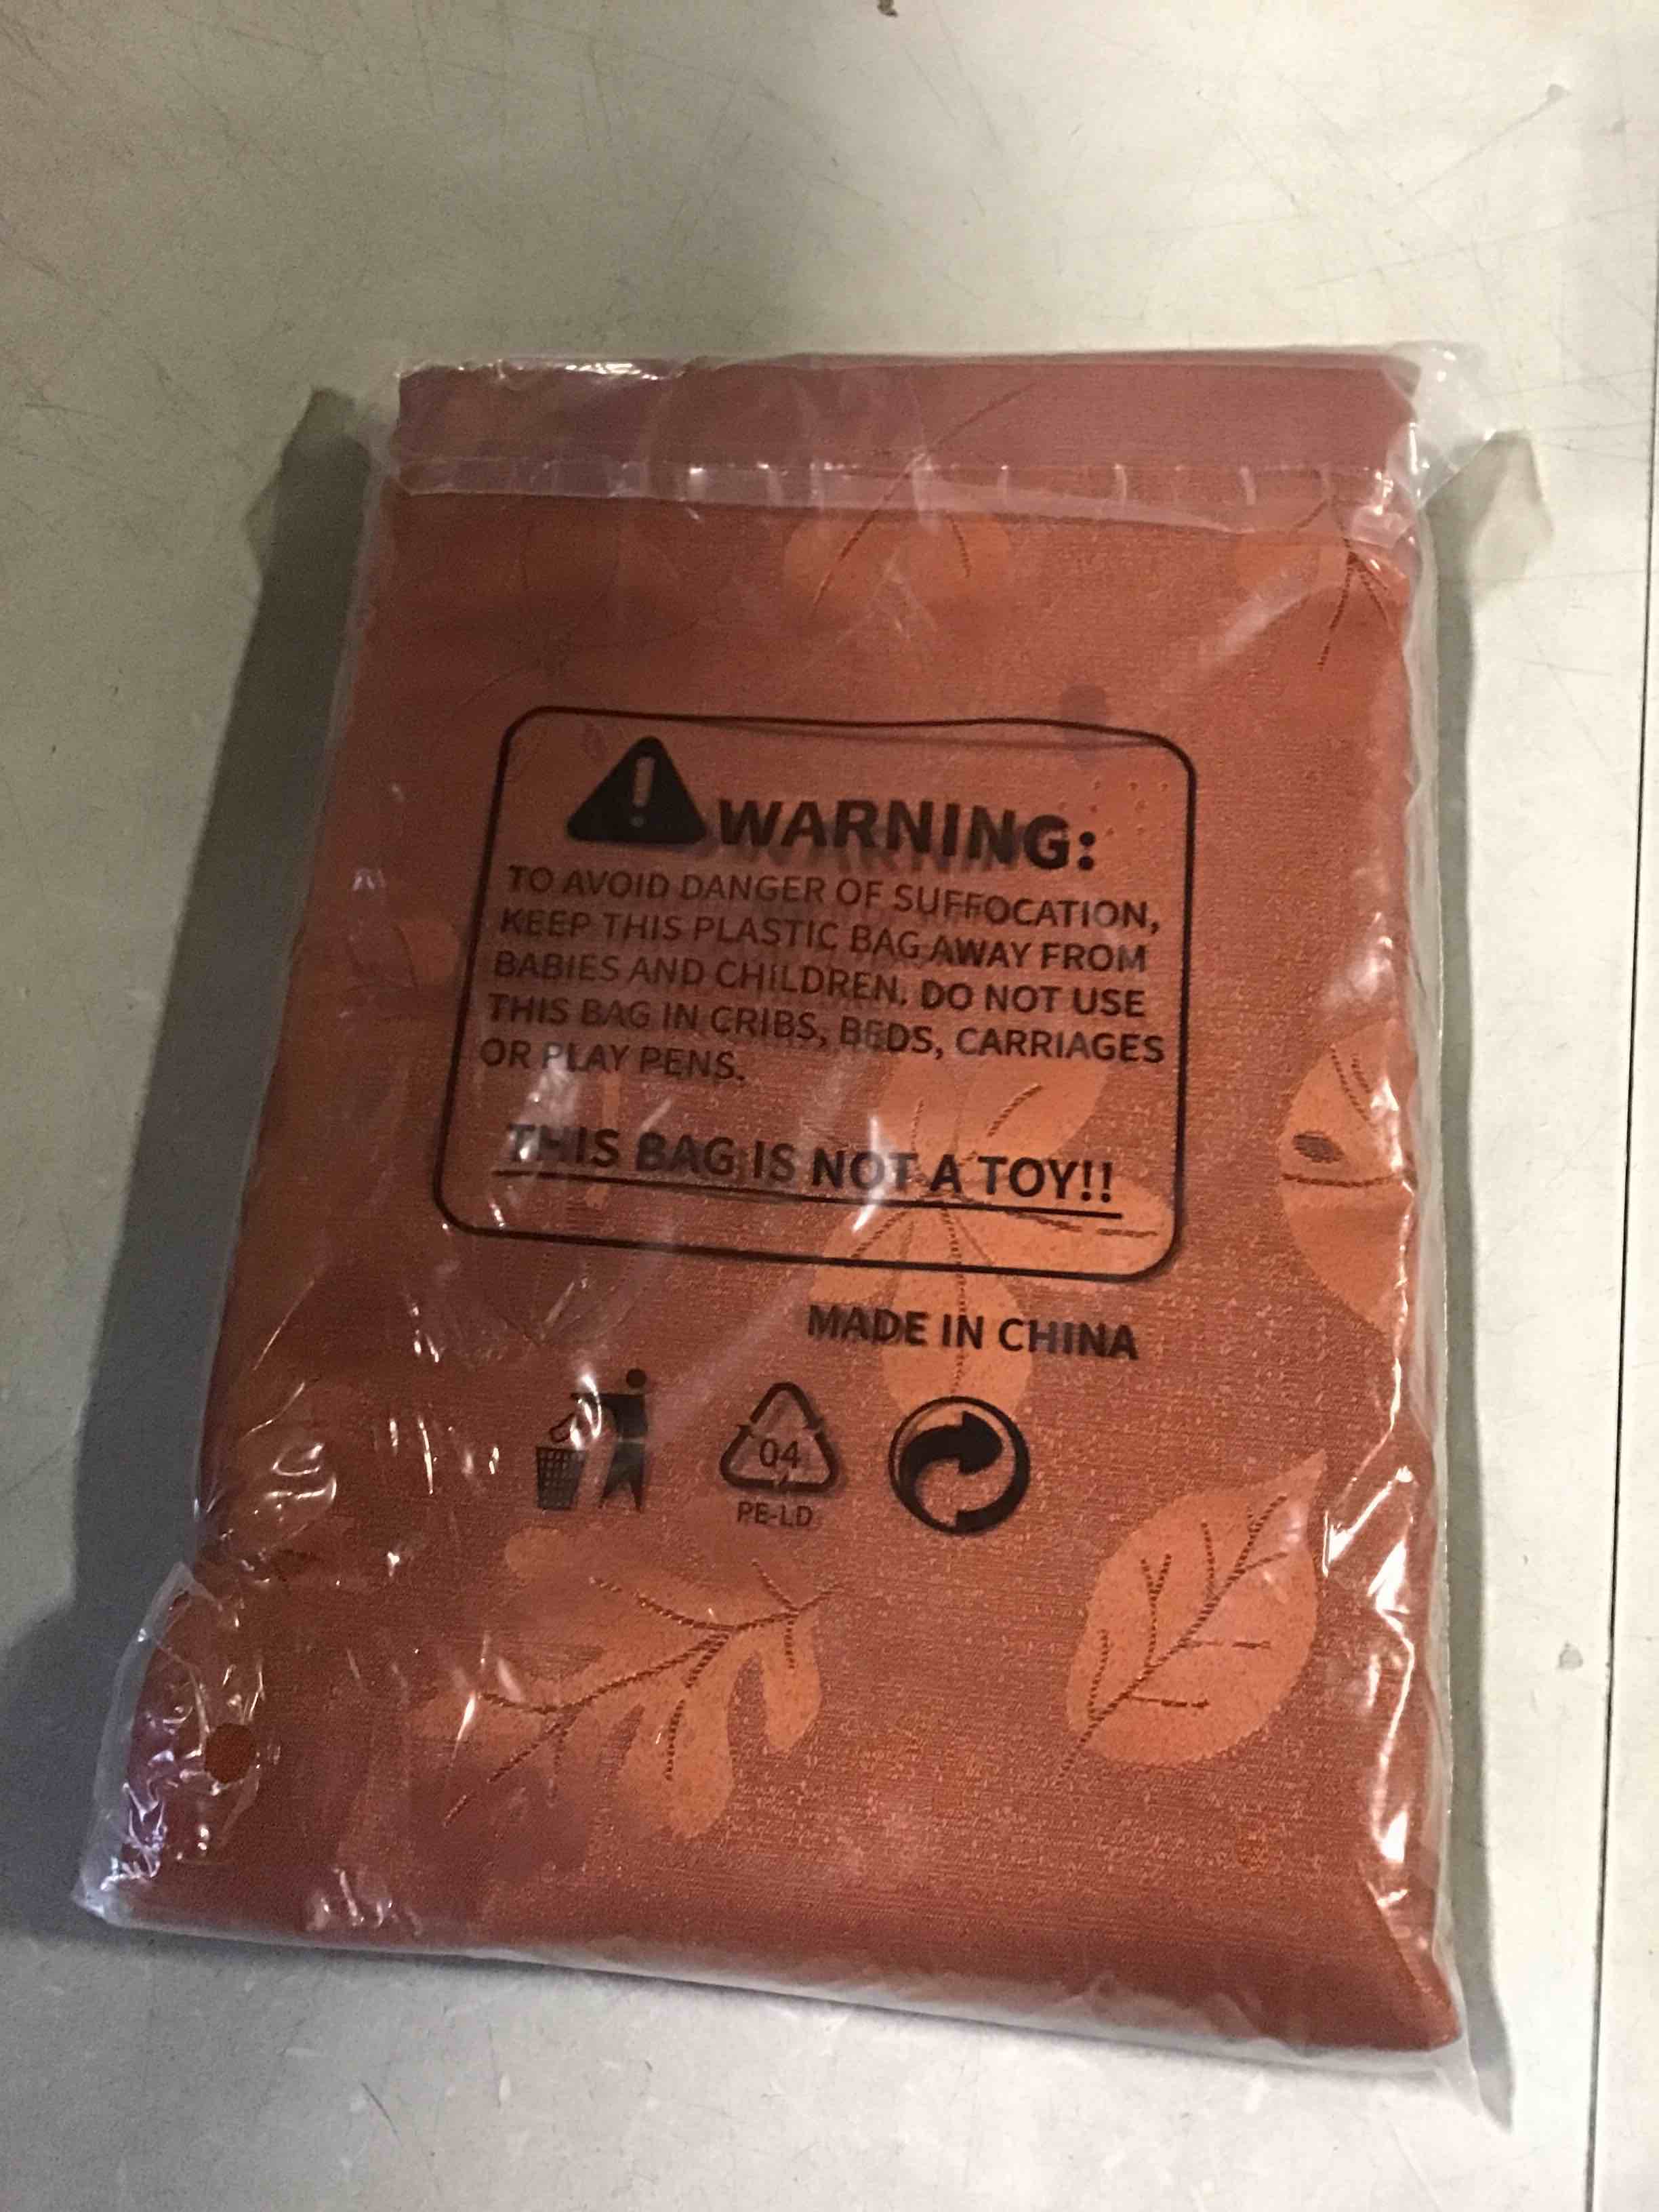 WARNING:
TO AVOID DANGER OF SUFFOCATION,
KEEP THIS PLASTIC BAG AWAY FROM
BABIES AND CHILDREN. DO NOT USE
THIS BAG IN CRIBS, BEDS, CARRIAGES
OR PLAY PENS.
THIS BAG IS NOT A TOY!!
MADE IN CHINA
04
PE-LD